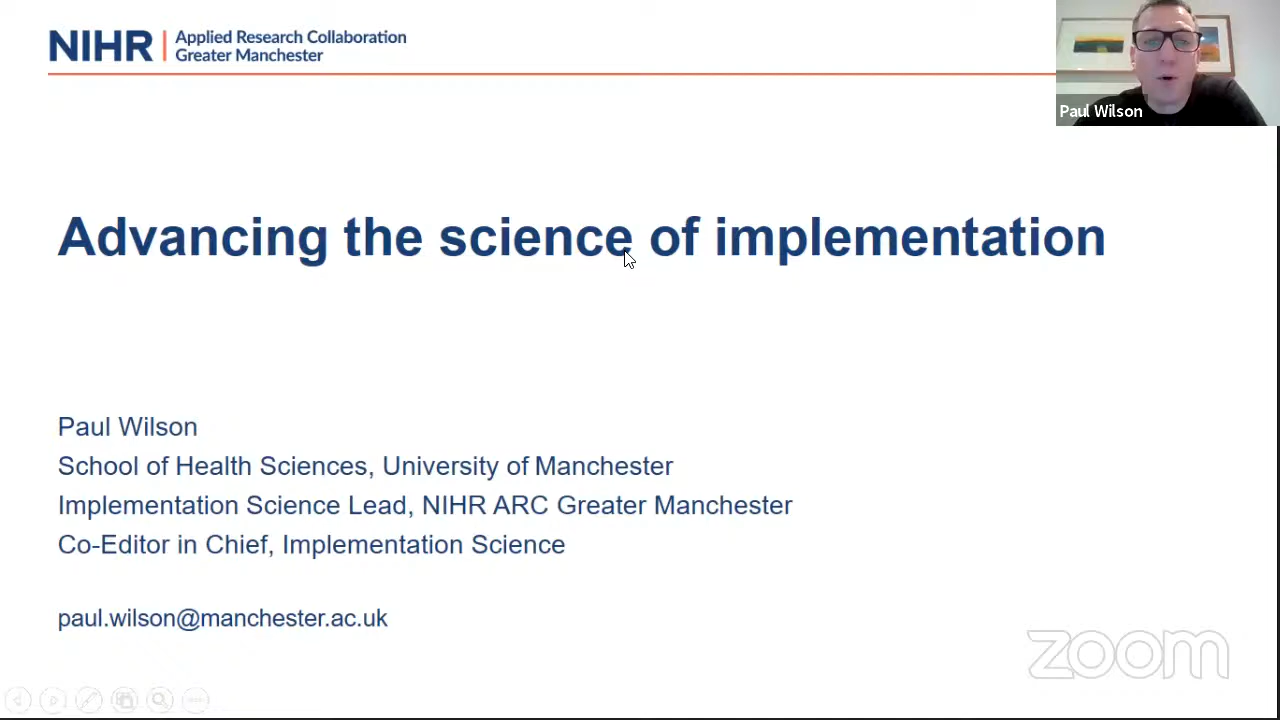 NIHR | Applied Research Collaboration
Greater Manchester
Paul Wilson
Advancing the science of implementation
Paul Wilson
School of Health Sciences, University of Manchester
Implementation Science Lead, NIHR ARC Greater Manchester
Co-Editor in Chief, Implementation Science
paul.wilson@manchester.ac.uk
zoom